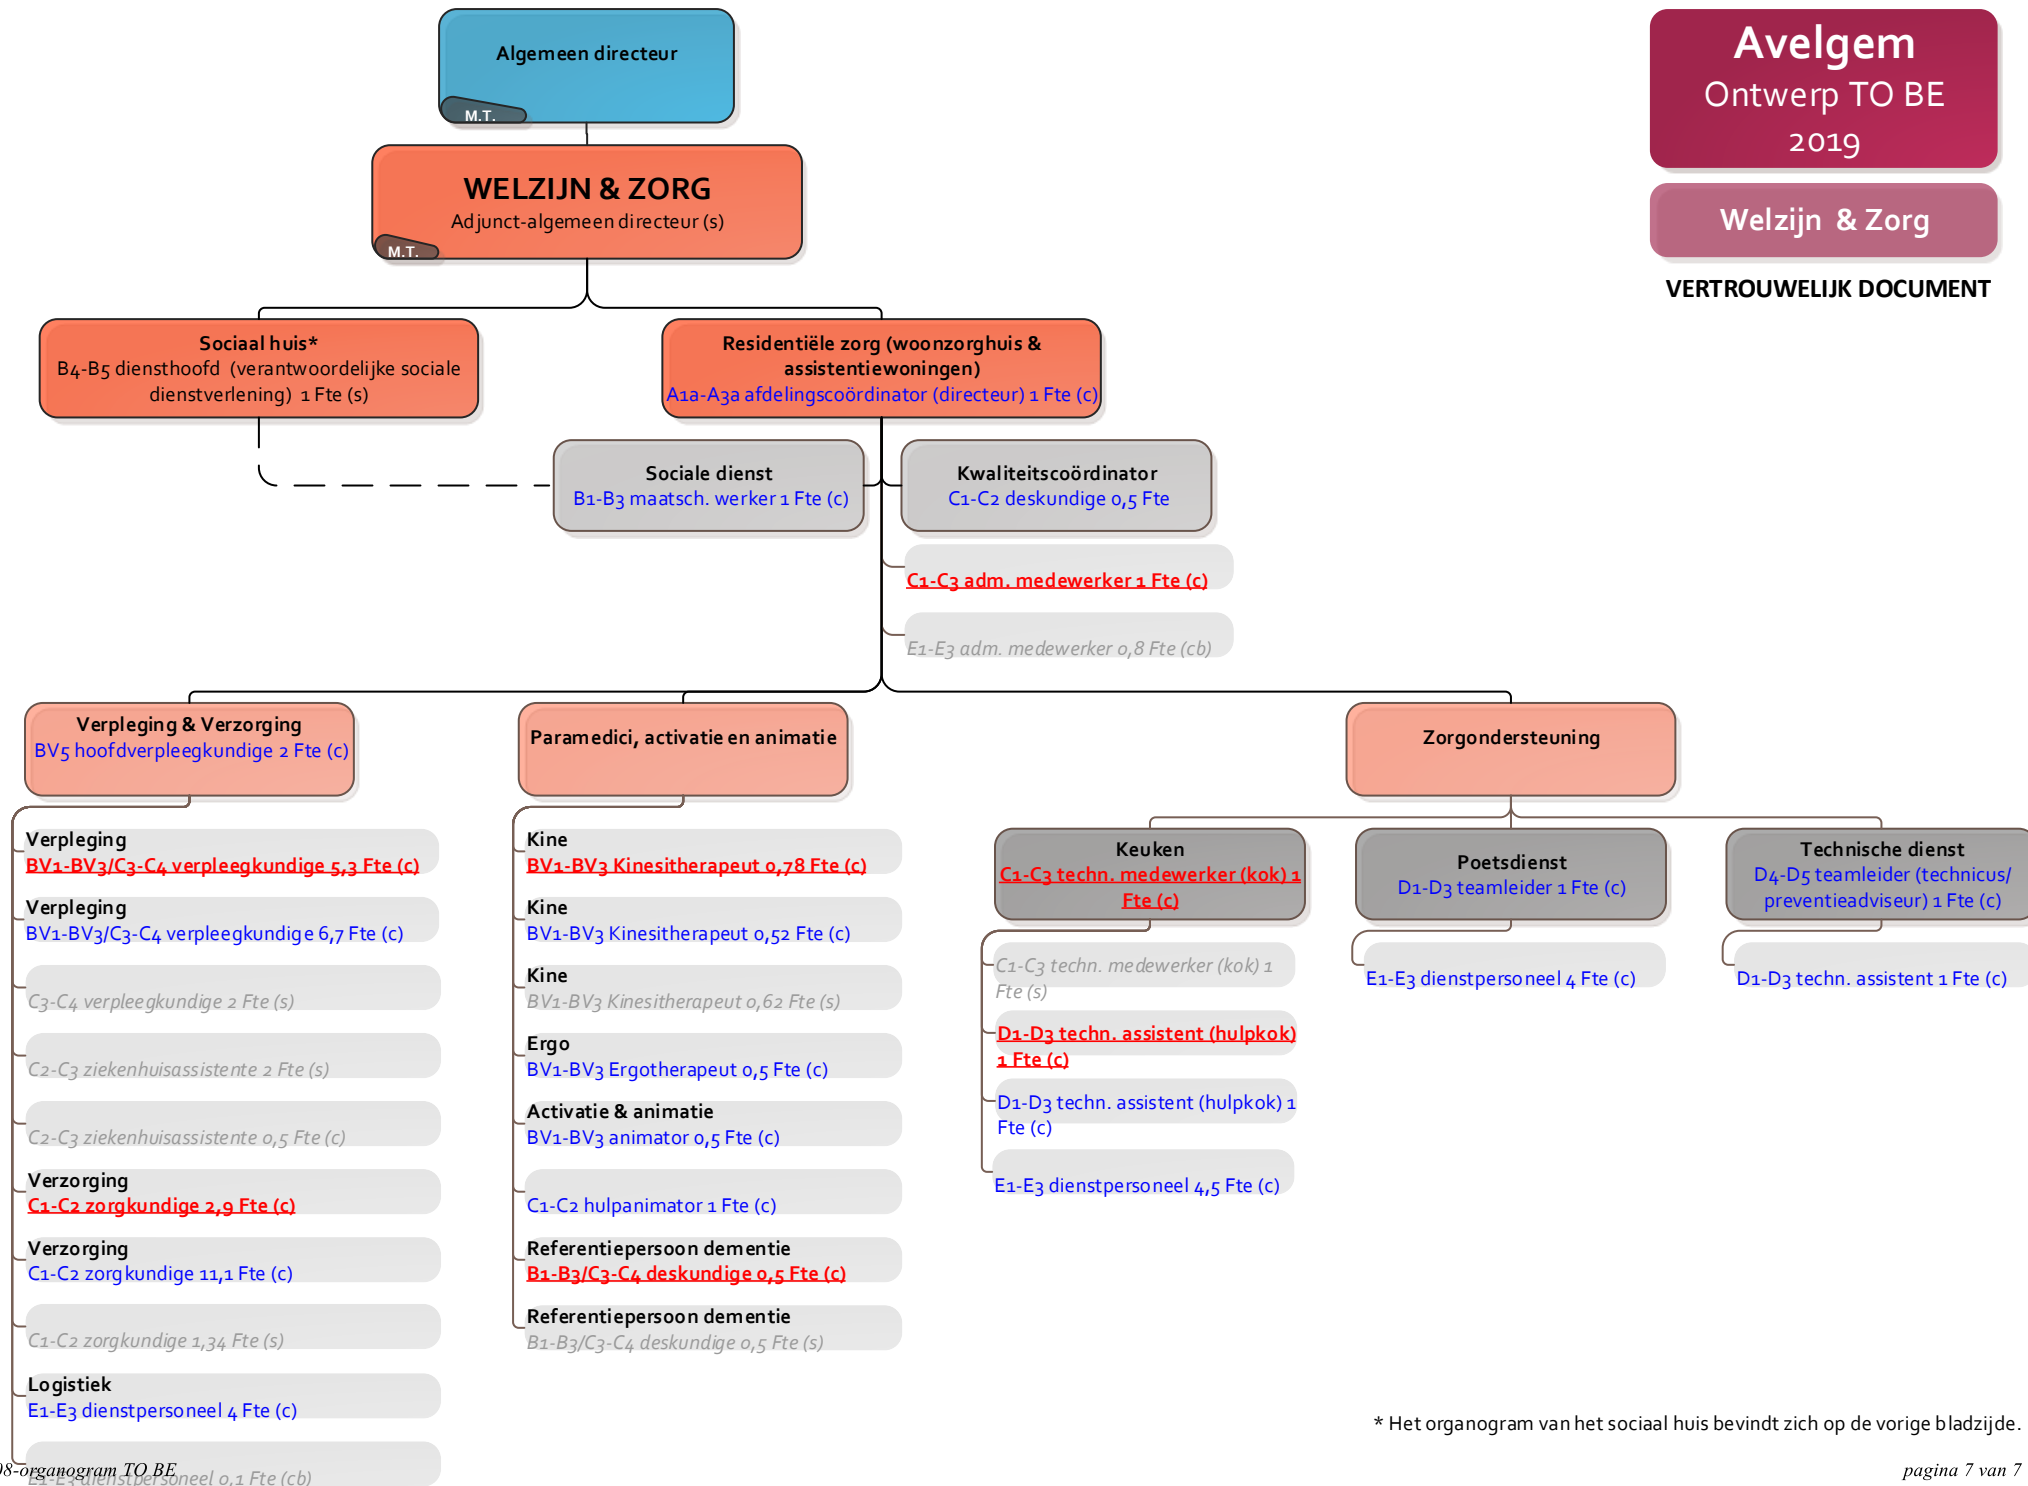 Algemeen directeur
M.T.
WELZIJN & ZORG
Adjunct-algemeen directeur (s)
M.T.
Avelgem
Ontwerp TO BE
2019
Welzijn & Zorg
VERTROUWELIJK DOCUMENT
Sociaal huis*
B4-B5 diensthoofd (verantwoordelijke sociale
dienstverlening) 1 Fte (s)
Residentiële zorg (woonzorghuis &
assistentiewoningen)
A1a-A3a afdelingscoördinator (directeur) 1 Fte (c)
Sociale dienst
B1-B3 maatsch. werker 1 Fte (c)
Kwaliteitscoördinator
C1-C2 deskundige 0,5 Fte
C1-C3 adm. medewerker 1 Fte (c)
E1-E3 adm. medewerker 0,8 Fte (cb)
Verpleging & Verzorging
BV5 hoofdverpleegkundige 2 Fte (c)
Verpleging
BV1-BV3/C3-C4 verpleegkundige 5,3 Fte (c)
Verpleging
BV1-BV3/C3-C4 verpleegkundige 6,7 Fte (c)
C3-C4 verpleegkundige 2 Fte (s)
C2-C3 ziekenhuisassistente 2 Fte (s)
C2-C3 ziekenhuisassistente 0,5 Fte (c)
Verzorging
C1-C2 zorgkundige 2,9 Fte (c)
Verzorging
C1-C2 zorgkundige 11,1 Fte (c)
C1-C2 zorgkundige 1,34 Fte (s)
Logistiek
E1-E3 dienstpersoneel 4 Fte (c)
E1-E3 dienstpersoneel 0,1 Fte (cb)
Paramedici, activatie en animatie
Kine
BV1-BV3 Kinesitherapeut 0,78 Fte (c)
Kine
BV1-BV3 Kinesitherapeut 0,52 Fte (c)
Kine
BV1-BV3 Kinesitherapeut 0,62 Fte (s)
Ergo
BV1-BV3 Ergotherapeut 0,5 Fte (c)
Activatie & animatie
BV1-BV3 animator 0,5 Fte (c)
C1-C2 hulpanimator 1 Fte (c)
Referentiepersoon dementie
B1-B3/C3-C4 deskundige 0,5 Fte (c)
Referentiepersoon dementie
B1-B3/C3-C4 deskundige 0,5 Fte (s)
Zorgondersteuning
Keuken
C1-C3 techn. medewerker (kok) 1
Fte (c)
C1-C3 techn. medewerker (kok) 1
Fte (s)
D1-D3 techn. assistent (hulpkok)
1 Fte (c)
D1-D3 techn. assistent (hulpkok) 1
Fte (c)
E1-E3 dienstpersoneel 4,5 Fte (c)
Poetsdienst
D1-D3 teamleider 1 Fte (c)
E1-E3 dienstpersoneel 4 Fte (c)
Technische dienst
D4-D5 teamleider (technicus/
preventieadviseur) 1 Fte (c)
D1-D3 techn. assistent 1 Fte (c)
* Het organogram van het sociaal huis bevindt zich op de vorige bladzijde.
08-organogram TO BE
pagina 7 van 7